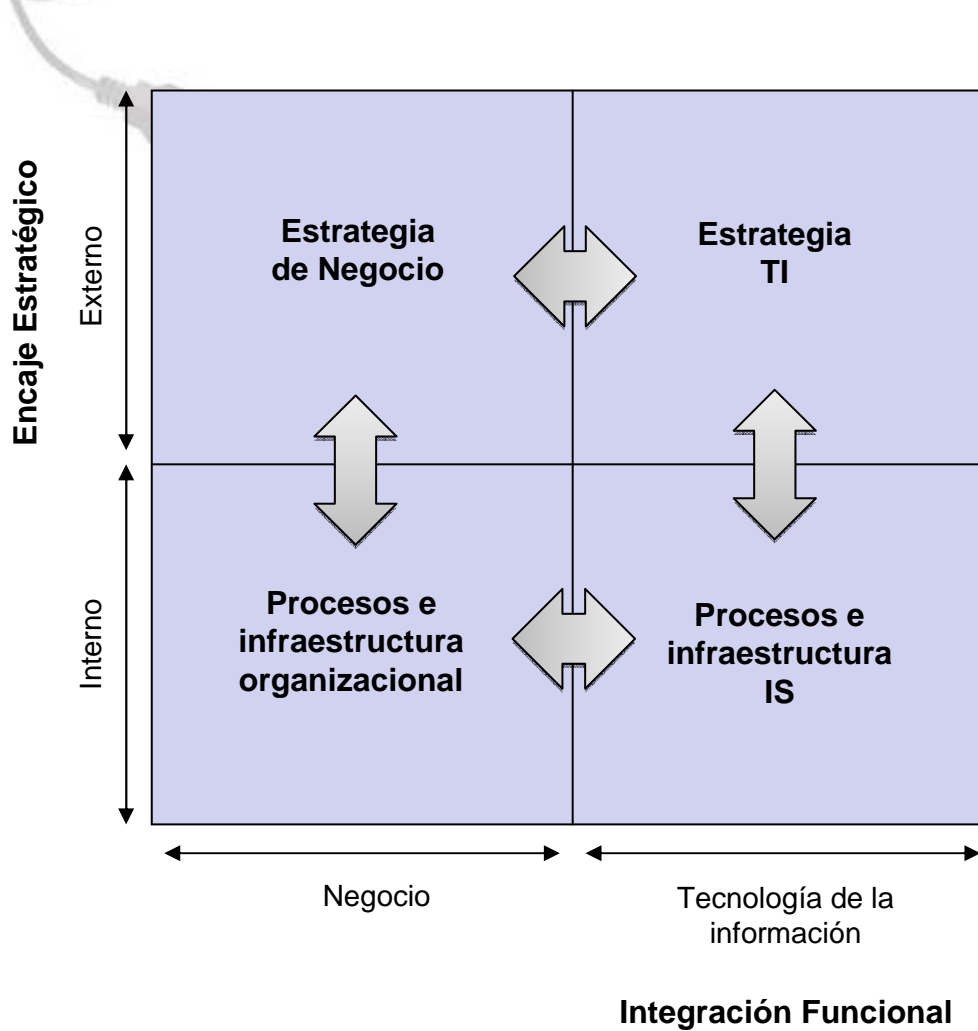 Encaje Estratégico
Externo
Estrategia
de Negocio
Estrategia
TI
Interno
Procesos e
infraestructura
organizacional
Procesos e
infraestructura
IS
Negocio
Tecnología de la
información
Integración Funcional